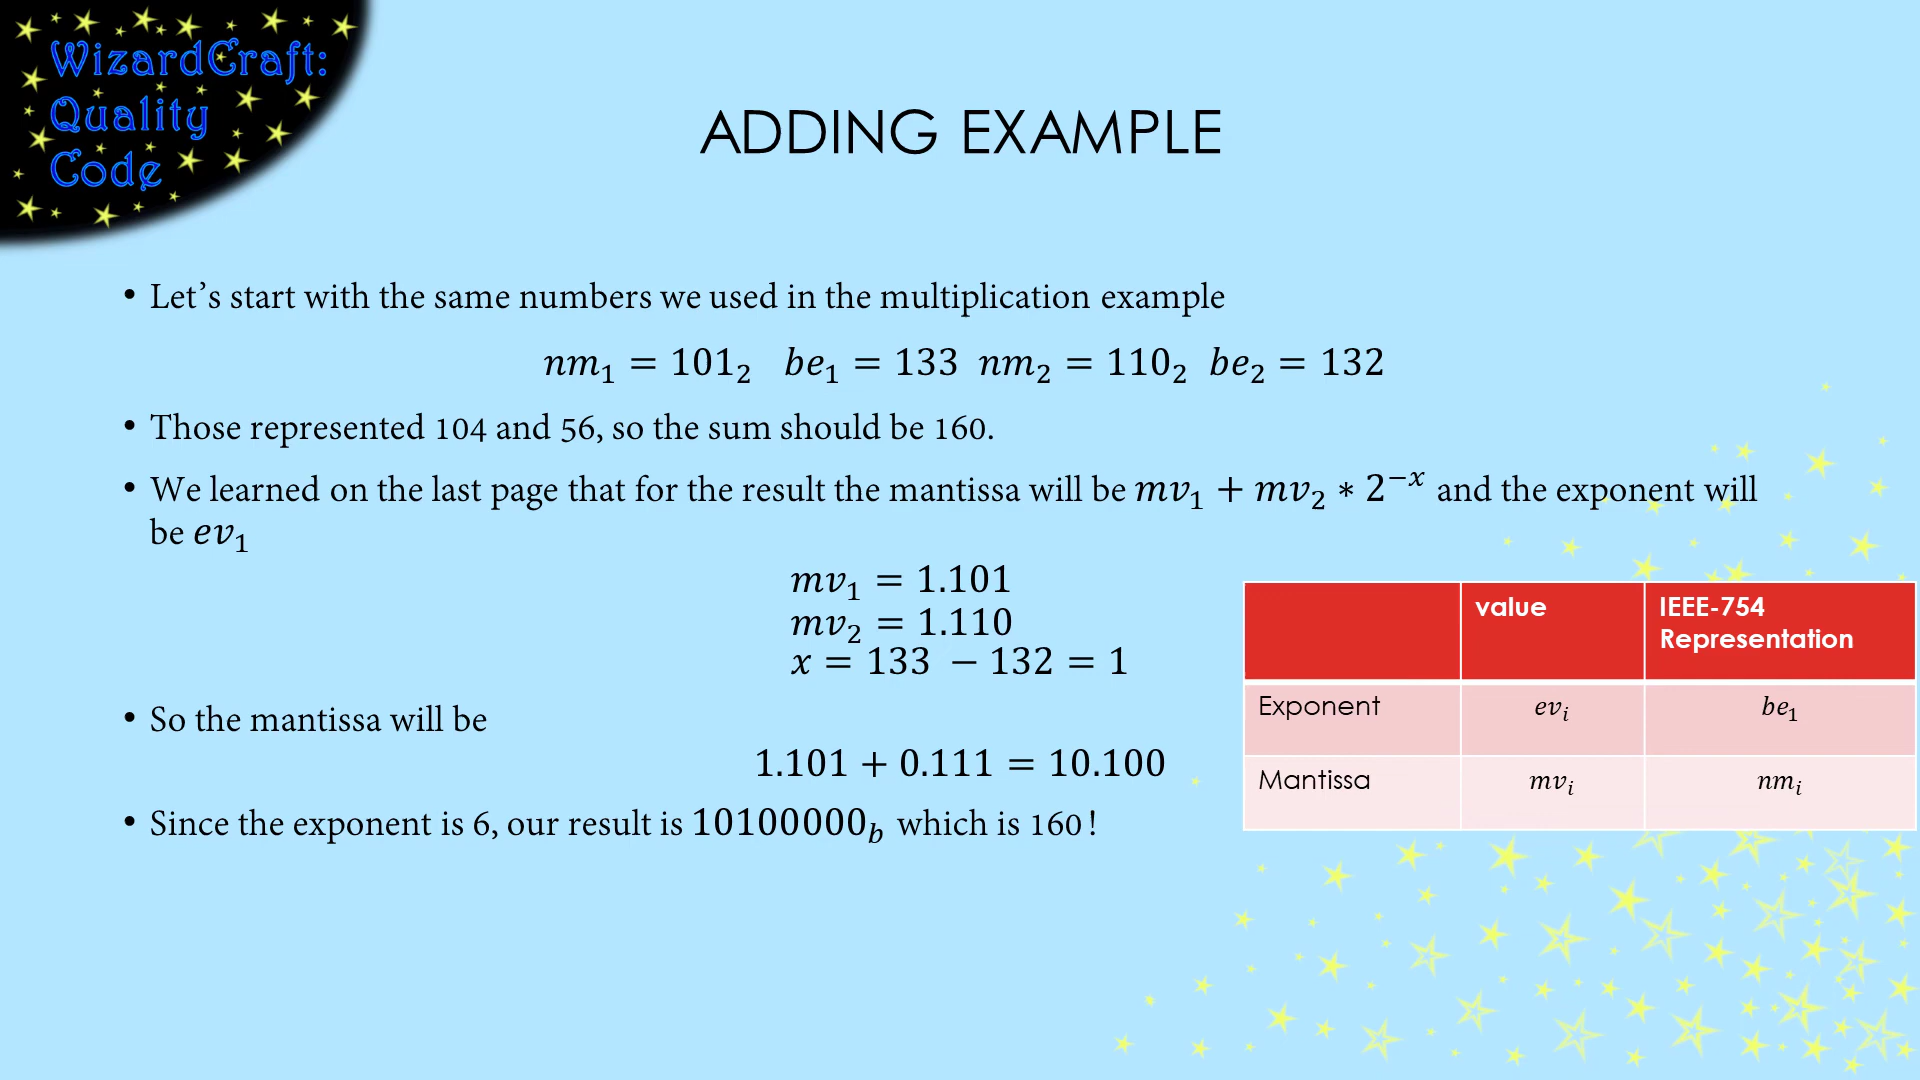 WizardCraft:
Quality
Code
ADDING EXAMPLE
• Let’s start with the same numbers we used in the multiplication example
nm₁ = 101₂ be₁ = 133 nm₂ = 110₂ be₂ = 132
• Those represented 104 and 56, so the sum should be 160.
• We learned on the last page that for the result the mantissa will be mv₁ + mv₂ ∗ 2⁻ˣ and the exponent will
be ev₁
mv₁ = 1.101
mv₂ = 1.110
x = 133 − 132 = 1
• So the mantissa will be
1.101 + 0.111 = 10.100
• Since the exponent is 6, our result is 10100000_b which is 160!
value IEEE-754
Representation
Exponent evᵢ be₁
Mantissa mvᵢ nmᵢ